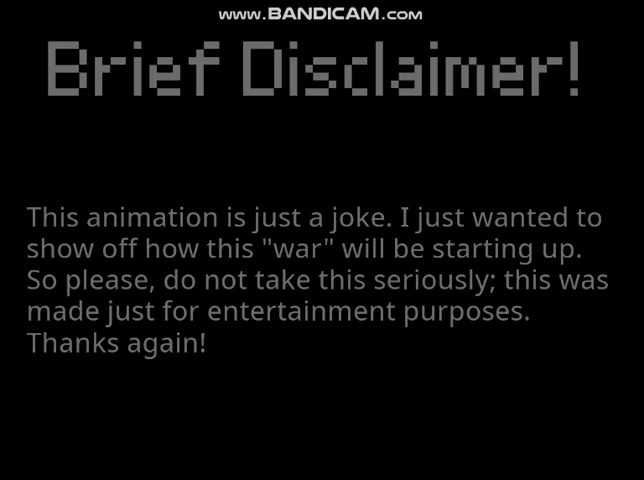 www.BANDICAM.com
Brief Disclaimer!
This animation is just a joke. I just wanted to
show off how this "war" will be starting up.
So please, do not take this seriously; this was
made just for entertainment purposes.
Thanks again!